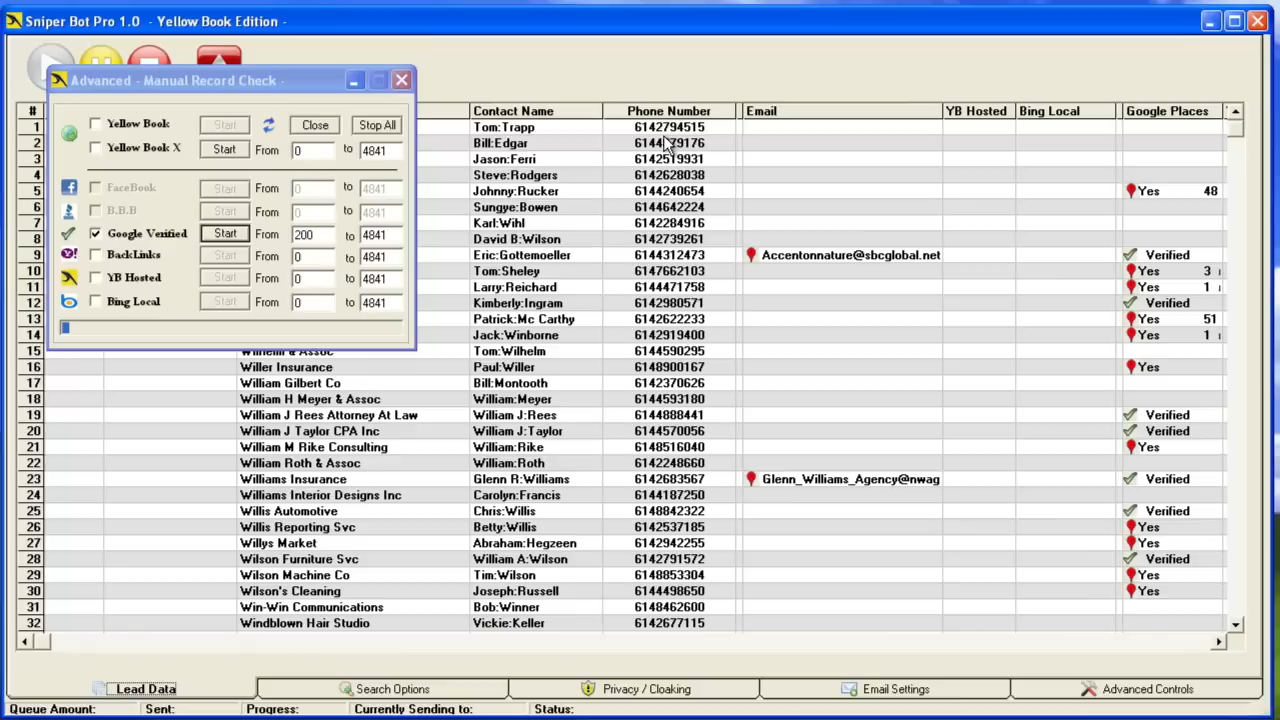 Sniper Bot Pro 1.0 - Yellow Book Edition -
Advanced - Manual Record Check -
Yellow Book Start Close Stop All
Yellow Book X Start From 0 to 4841
FaceBook Start From 0 to 4841
B.B.B Start From 0 to 4841
Google Verified Start From 200 to 4841
BackLinks Start From 0 to 4841
YB Hosted Start From 0 to 4841
Bing Local Start From 0 to 4841
# Contact Name Phone Number Email YB Hosted Bing Local Google Places
1 Tom:Trapp 6142794515
2 Bill:Edgar
3 Jason:Ferri 6142519931
4 Steve:Rodgers 6142628038
5 Johnny:Rucker 6144240654 Yes 48
6 Sungye:Bowen 6144642224
7 Karl:Wihl 6142284916
8 David B:Wilson 6142739261
9 Eric:Gottemoeller 6144312473 Accentonnature@sbcglobal.net Verified
10 Tom:Sheley 6147662103 Yes 3
11 Larry:Reichard 6144471758 Yes 1
12 Kimberly:Ingram 6142980571 Verified
13 Patrick:Mc Carthy 6142622233 Yes 51
14 Jack:Winborne 6142919400 Yes 1
15 Wilhelm & Assoc Tom:Wilhelm 6144590295
16 Willer Insurance Paul:Willer 6148900167 Yes
17 William Gilbert Co Bill:Montooth 6142370626
18 William H Meyer & Assoc William:Meyer 6144593180
19 William J Rees Attorney At Law William J:Rees 6144888441 Verified
20 William J Taylor CPA Inc William J:Taylor 6144570056 Verified
21 William M Rike Consulting William:Rike 6148516040 Yes
22 William Roth & Assoc William:Roth 6142248660
23 Williams Insurance Glenn R:Williams 6142683567 Glenn_Williams_Agency@nwag Verified
24 Williams Interior Designs Inc Carolyn:Francis 6144187250
25 Willis Automotive Chris:Willis 6148842322 Verified
26 Willis Reporting Svc Betty:Willis 6142537185 Yes
27 Willys Market Abraham:Hegzeen 6142942255 Yes
28 Wilson Furniture Svc William A:Wilson 6142791572 Verified
29 Wilson Machine Co Tim:Wilson 6148853304 Yes
30 Wilson's Cleaning Joseph:Russell 6144498650 Yes
31 Win-Win Communications Bob:Winner 6148462600
32 Windblown Hair Studio Vickie:Keller 6142677115
Lead Data Search Options Privacy / Cloaking Email Settings Advanced Controls
Queue Amount: Sent: Progress: Currently Sending to: Status: